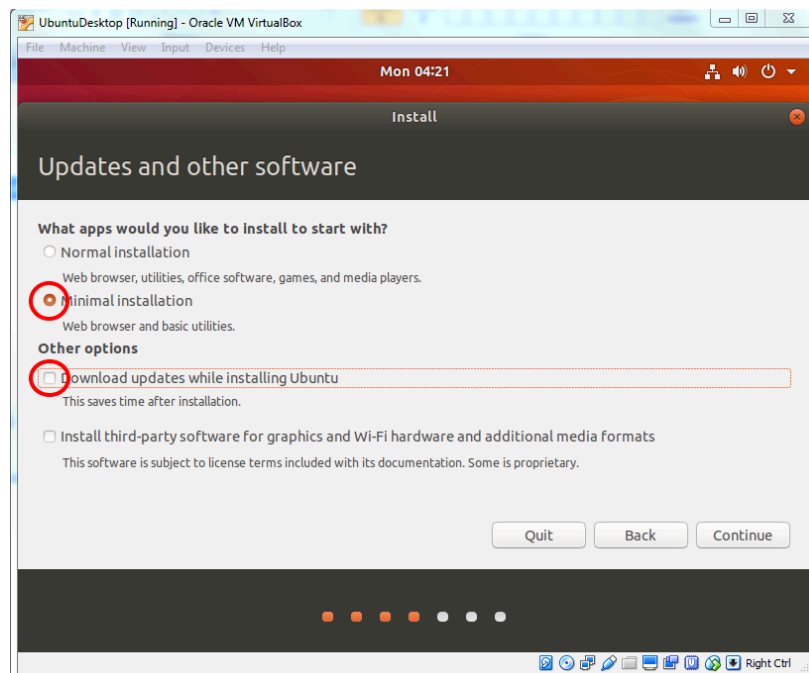 UbuntuDesktop [Running] - Oracle VM VirtualBox
File Machine View Input Devices Help
Mon 04:21
Install
Updates and other software
What apps would you like to install to start with?
Normal installation
Web browser, utilities, office software, games, and media players.
Minimal installation
Web browser and basic utilities.
Other options
Download updates while installing Ubuntu
This saves time after installation.
Install third-party software for graphics and Wi-Fi hardware and additional media formats
This software is subject to license terms included with its documentation. Some is proprietary.
Quit Back Continue
Right Ctrl